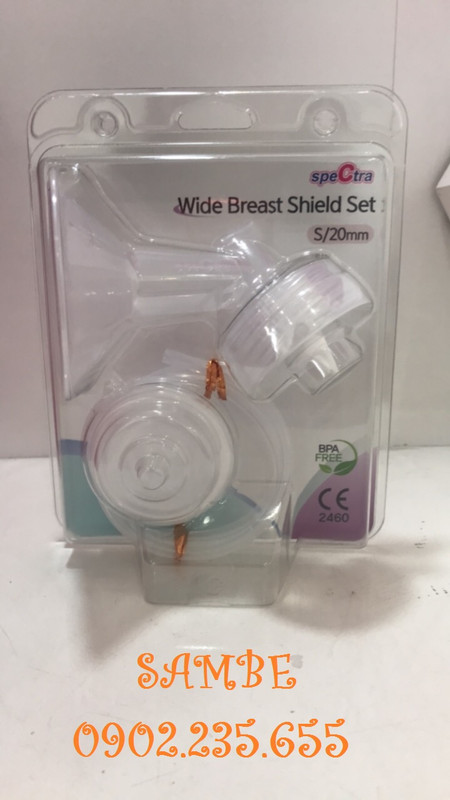 speCtra
Wide Breast Shield Set
S/20mm
BPA
FREE
CE
2460
SAMBE
0902.235.655